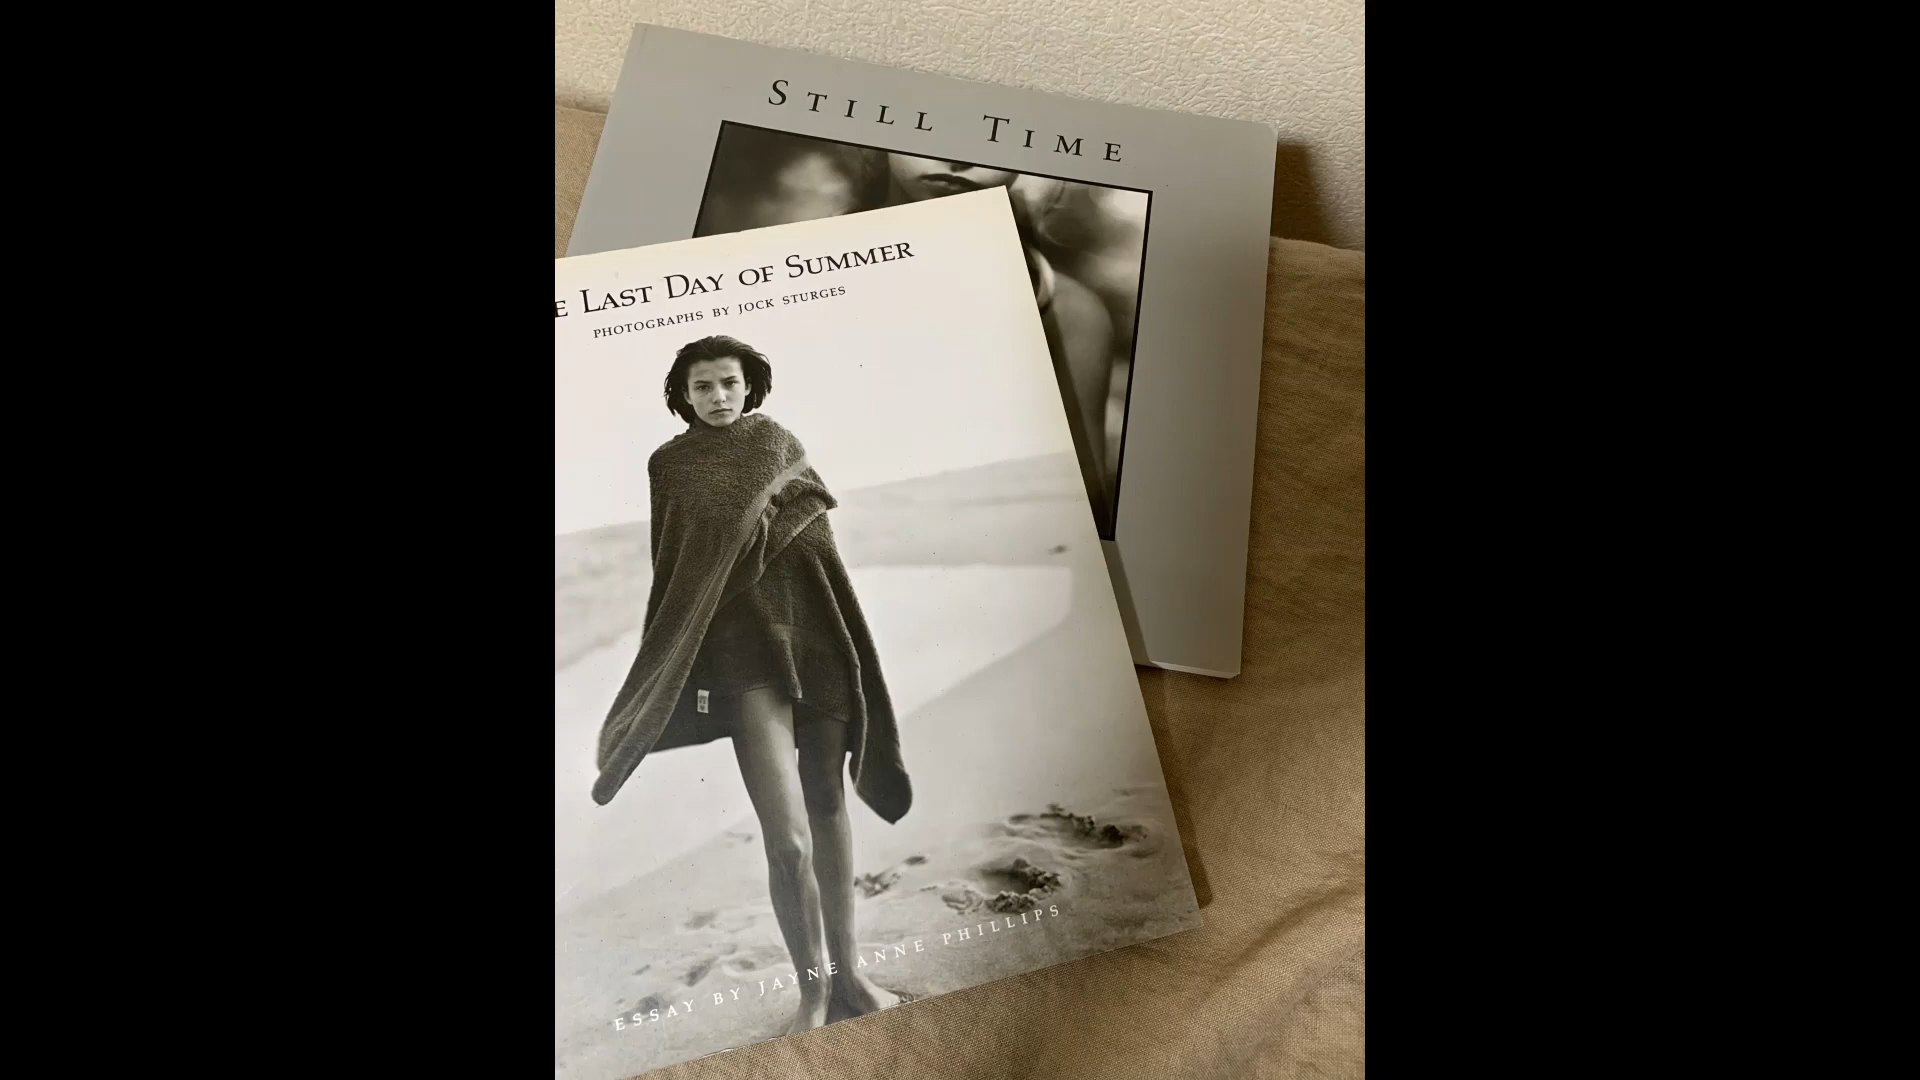 STILL TIME
E LAST DAY OF SUMMER
PHOTOGRAPHS BY JOCK STURGES
ESSAY BY JAYNE ANNE PHILLIPS